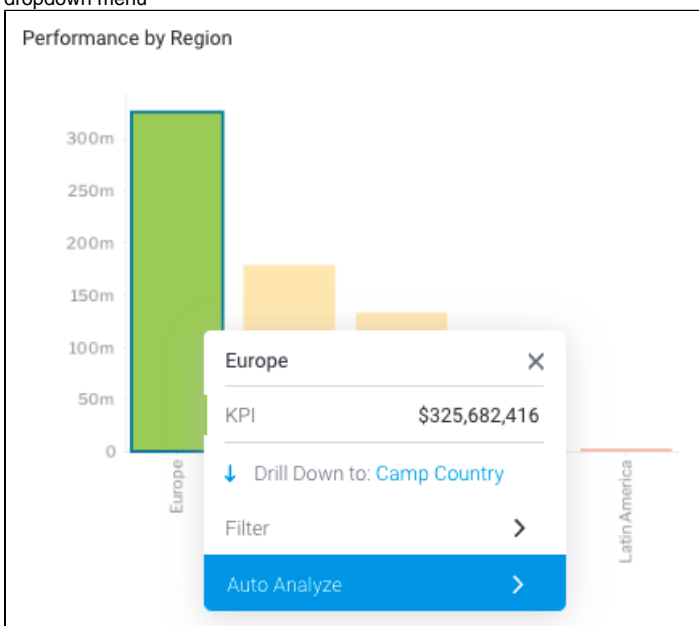 dropdown menu
Performance by Region
300m
250m
200m
150m
100m
50m
0
Europe
Latin America
Europe
KPI $325,682,416
Drill Down to: Camp Country
Filter
Auto Analyze